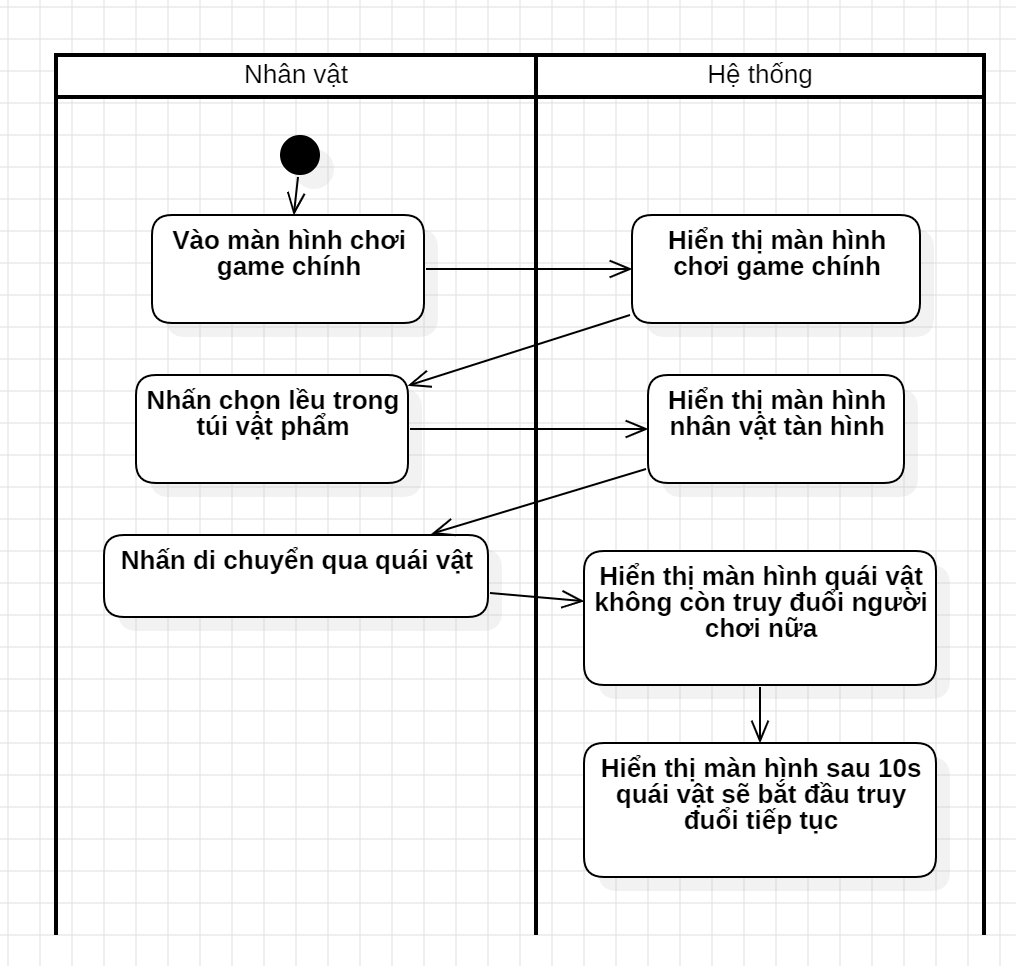 Nhân vật
Hệ thống
Vào màn hình chơi
game chính
Hiển thị màn hình
chơi game chính
Nhấn chọn lều trong
túi vật phẩm
Hiển thị màn hình
nhân vật tàn hình
Nhấn di chuyển qua quái vật
Hiển thị màn hình quái vật
không còn truy đuổi người
chơi nữa
Hiển thị màn hình sau 10s
quái vật sẽ bắt đầu truy
đuổi tiếp tục